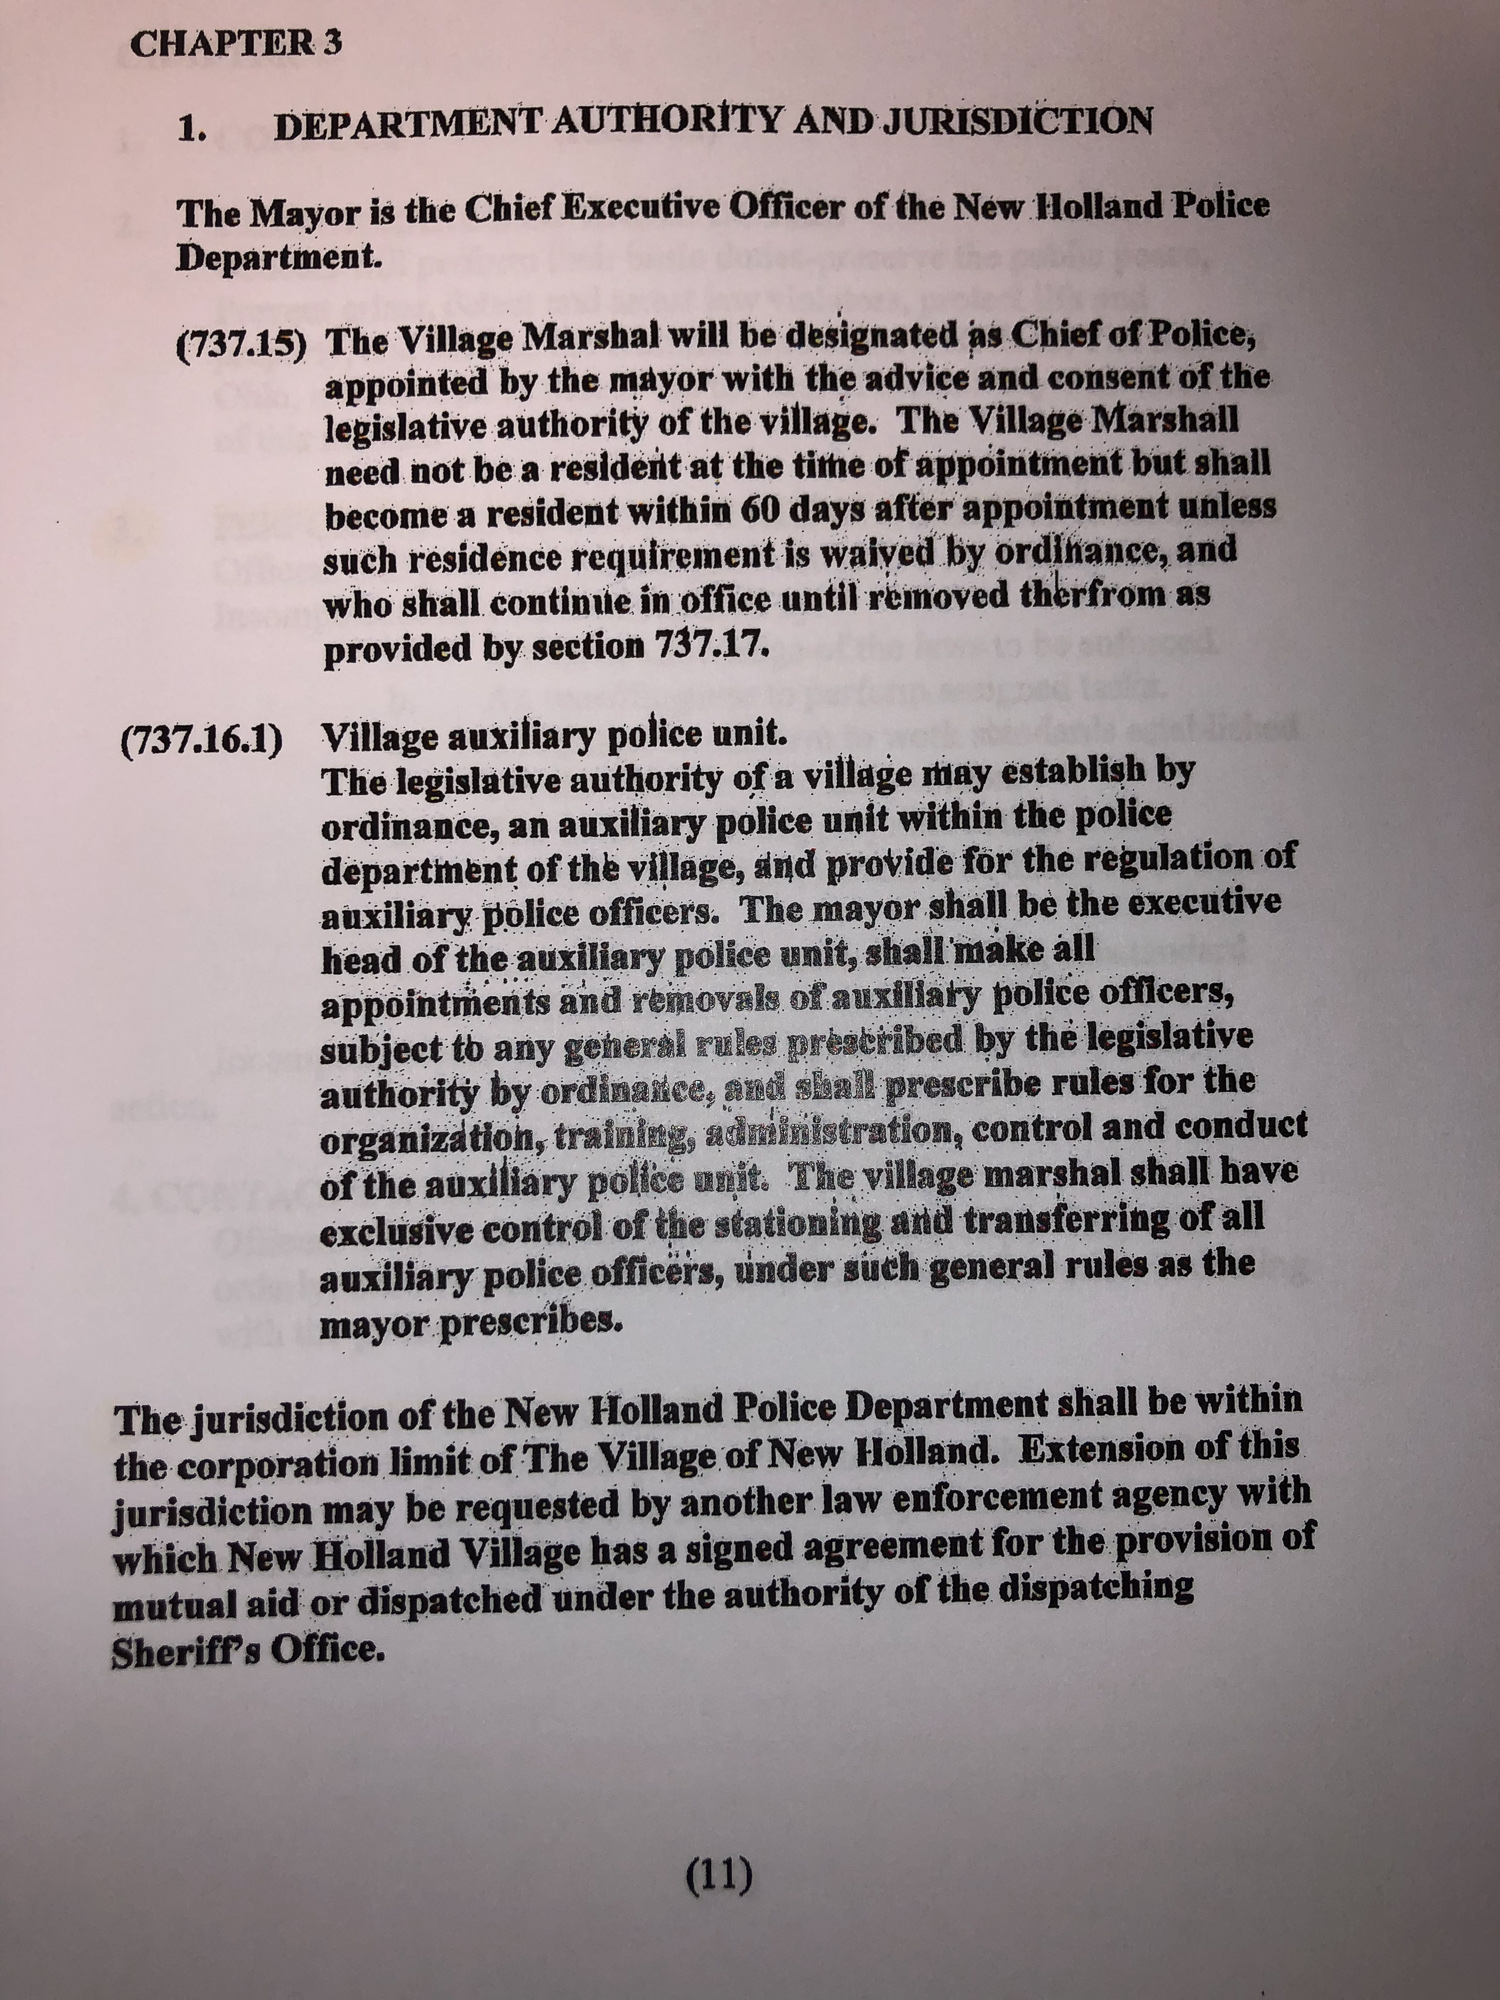 CHAPTER 3
1. DEPARTMENT AUTHORITY AND JURISDICTION
The Mayor is the Chief Executive Officer of the New Holland Police
Department.
(737.15) The Village Marshal will be designated as Chief of Police,
appointed by the mayor with the advice and consent of the
legislative authority of the village. The Village Marshall
need not be a resident at the time of appointment but shall
become a resident within 60 days after appointment unless
such residence requirement is waived by ordinance, and
who shall continue in office until removed therfrom as
provided by section 737.17.
(737.16.1) Village auxiliary police unit.
The legislative authority of a village may establish by
ordinance, an auxiliary police unit within the police
department of the village, and provide for the regulation of
auxiliary police officers. The mayor shall be the executive
head of the auxiliary police unit, shall make all
appointments and removals of auxiliary police officers,
subject to any general rules prescribed by the legislative
authority by ordinance, and shall prescribe rules for the
organization, training, administration, control and conduct
of the auxiliary police unit. The village marshal shall have
exclusive control of the stationing and transferring of all
auxiliary police officers, under such general rules as the
mayor prescribes.
The jurisdiction of the New Holland Police Department shall be within
the corporation limit of The Village of New Holland. Extension of this
jurisdiction may be requested by another law enforcement agency with
which New Holland Village has a signed agreement for the provision of
mutual aid or dispatched under the authority of the dispatching
Sheriff's Office.
(11)